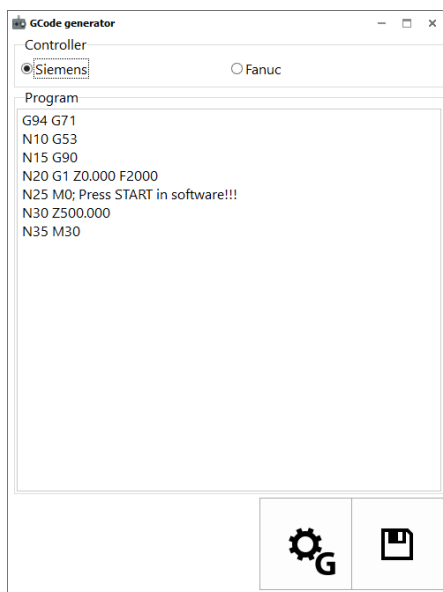 GCode generator
Controller
Siemens
Fanuc
Program
G94 G71
N10 G53
N15 G90
N20 G1 Z0.000 F2000
N25 M0; Press START in software!!!
N30 Z500.000
N35 M30
G